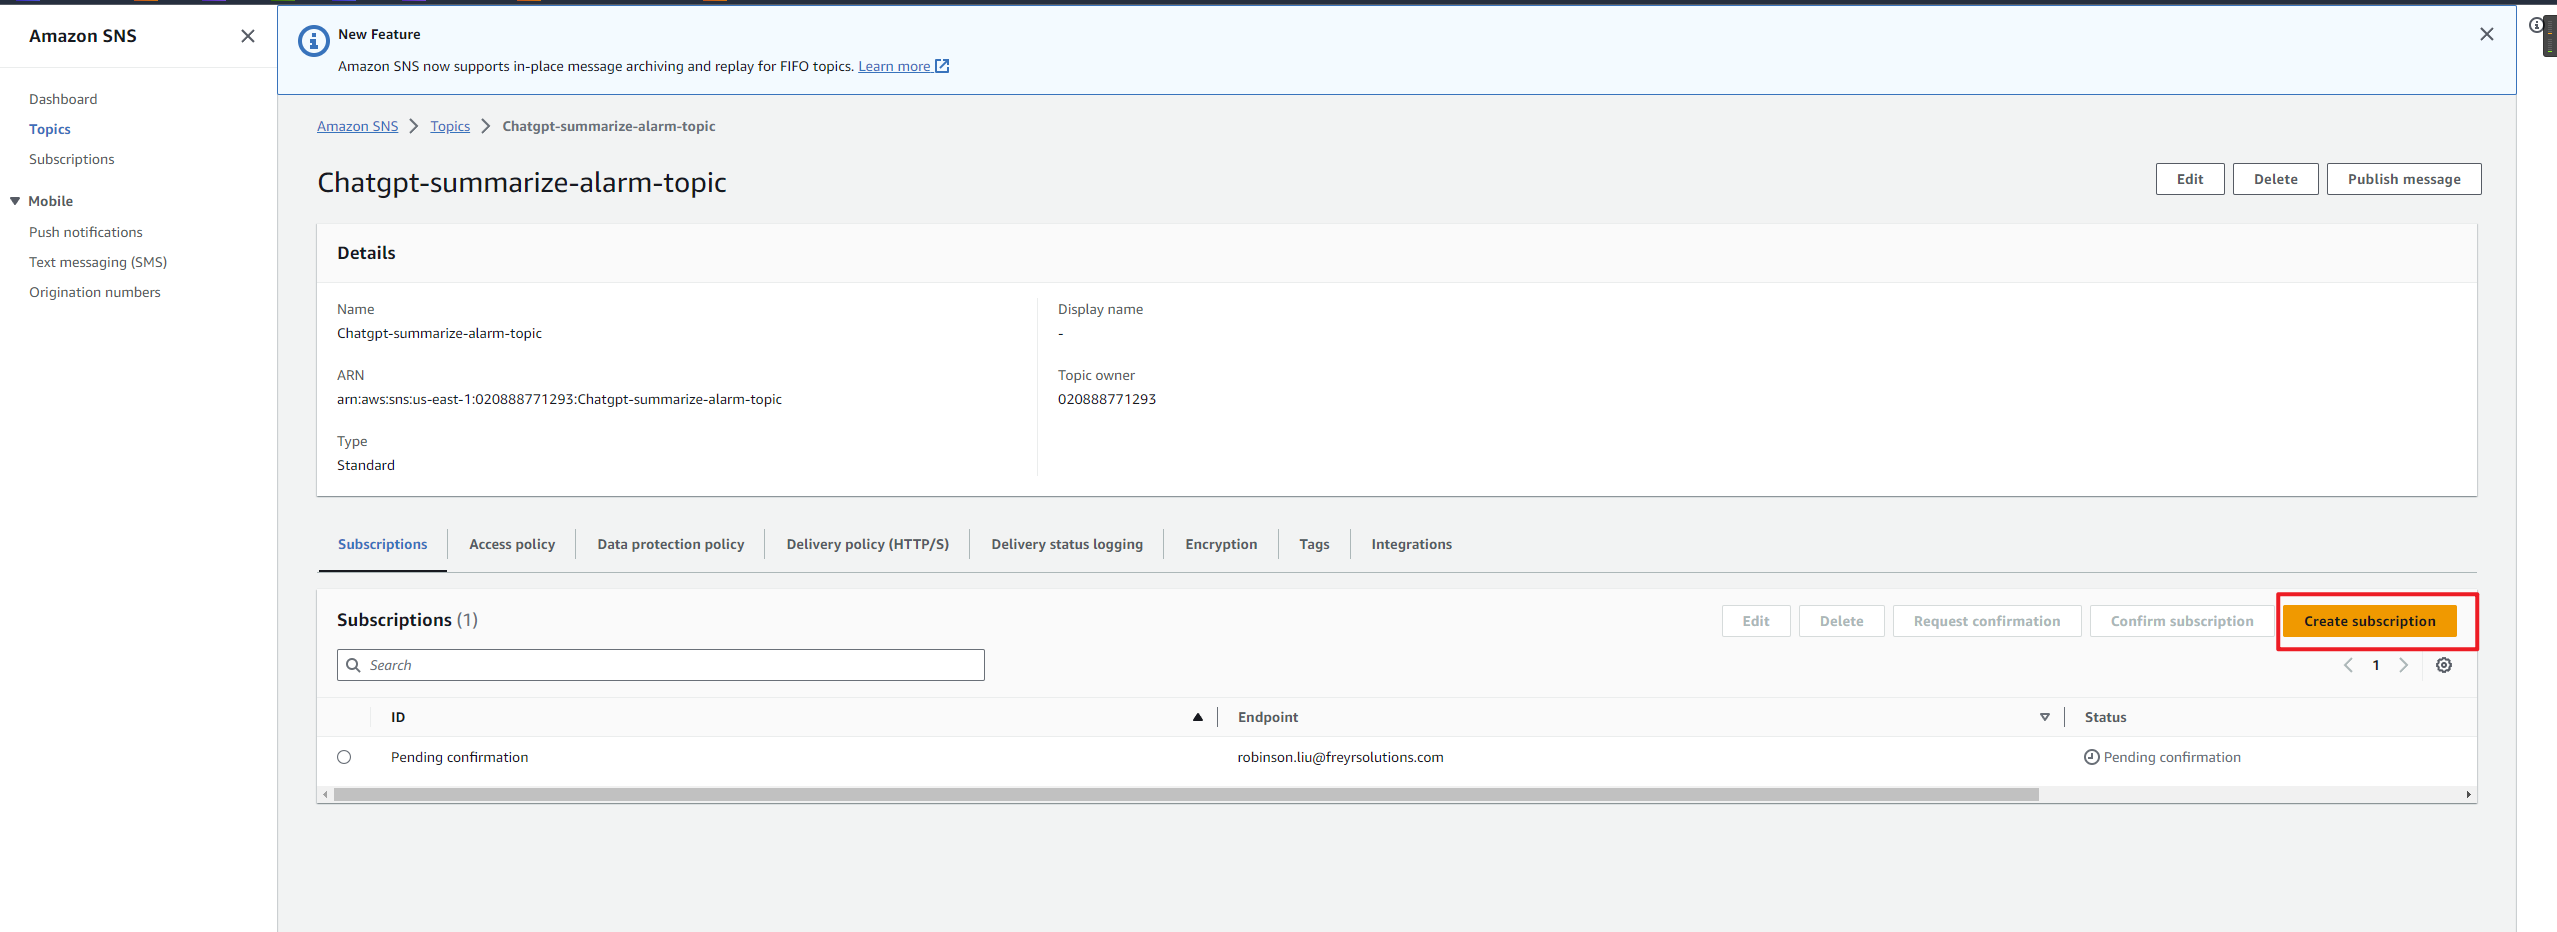 Amazon SNS
Dashboard
Topics
Subscriptions
Mobile
Push notifications
Text messaging (SMS)
Origination numbers
New Feature
Amazon SNS now supports in-place message archiving and replay for FIFO topics. Learn more
Amazon SNS > Topics > Chatgpt-summarize-alarm-topic
Chatgpt-summarize-alarm-topic
Edit Delete Publish message
Details
Name
Chatgpt-summarize-alarm-topic
ARN
arn:aws:sns:us-east-1:020888771293:Chatgpt-summarize-alarm-topic
Type
Standard
Display name
-
Topic owner
020888771293
Subscriptions Access policy Data protection policy Delivery policy (HTTP/S) Delivery status logging Encryption Tags Integrations
Subscriptions (1)
Edit Delete Request confirmation Confirm subscription Create subscription
Search
1
ID Endpoint Status
Pending confirmation robinson.liu@freyrsolutions.com Pending confirmation